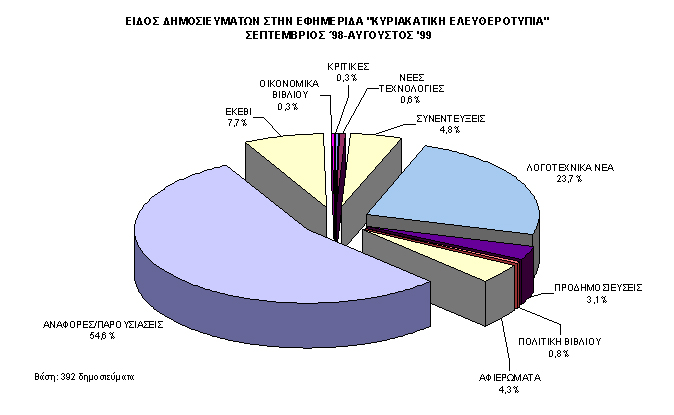 ΕΙΔΟΣ ΔΗΜΟΣΙΕΥΜΑΤΩΝ ΣΤΗΝ ΕΦΗΜΕΡΙΔΑ "ΚΥΡΙΑΚΑΤΙΚΗ ΕΛΕΥΘΕΡΟΤΥΠΙΑ"
ΣΕΠΤΕΜΒΡΙΟΣ '98-ΑΥΓΟΥΣΤΟΣ '99
ΚΡΙΤΙΚΕΣ
0,3%
ΝΕΕΣ
ΤΕΧΝΟΛΟΓΙΕΣ
0,6%
ΟΙΚΟΝΟΜΙΚΑ
ΒΙΒΛΙΟΥ
0,3%
ΕΚΕΒΙ
7,7%
ΣΥΝΕΝΤΕΥΞΕΙΣ
4,8%
ΛΟΓΟΤΕΧΝΙΚΑ ΝΕΑ
23,7%
ΠΡΟΔΗΜΟΣΙΕΥΣΕΙΣ
3,1%
ΑΝΑΦΟΡΕΣ/ΠΑΡΟΥΣΙΑΣΕΙΣ
54,6%
ΠΟΛΙΤΙΚΗ ΒΙΒΛΙΟΥ
0,8%
ΑΦΙΕΡΩΜΑΤΑ
4,3%
Βάση: 392 δημοσιεύματα